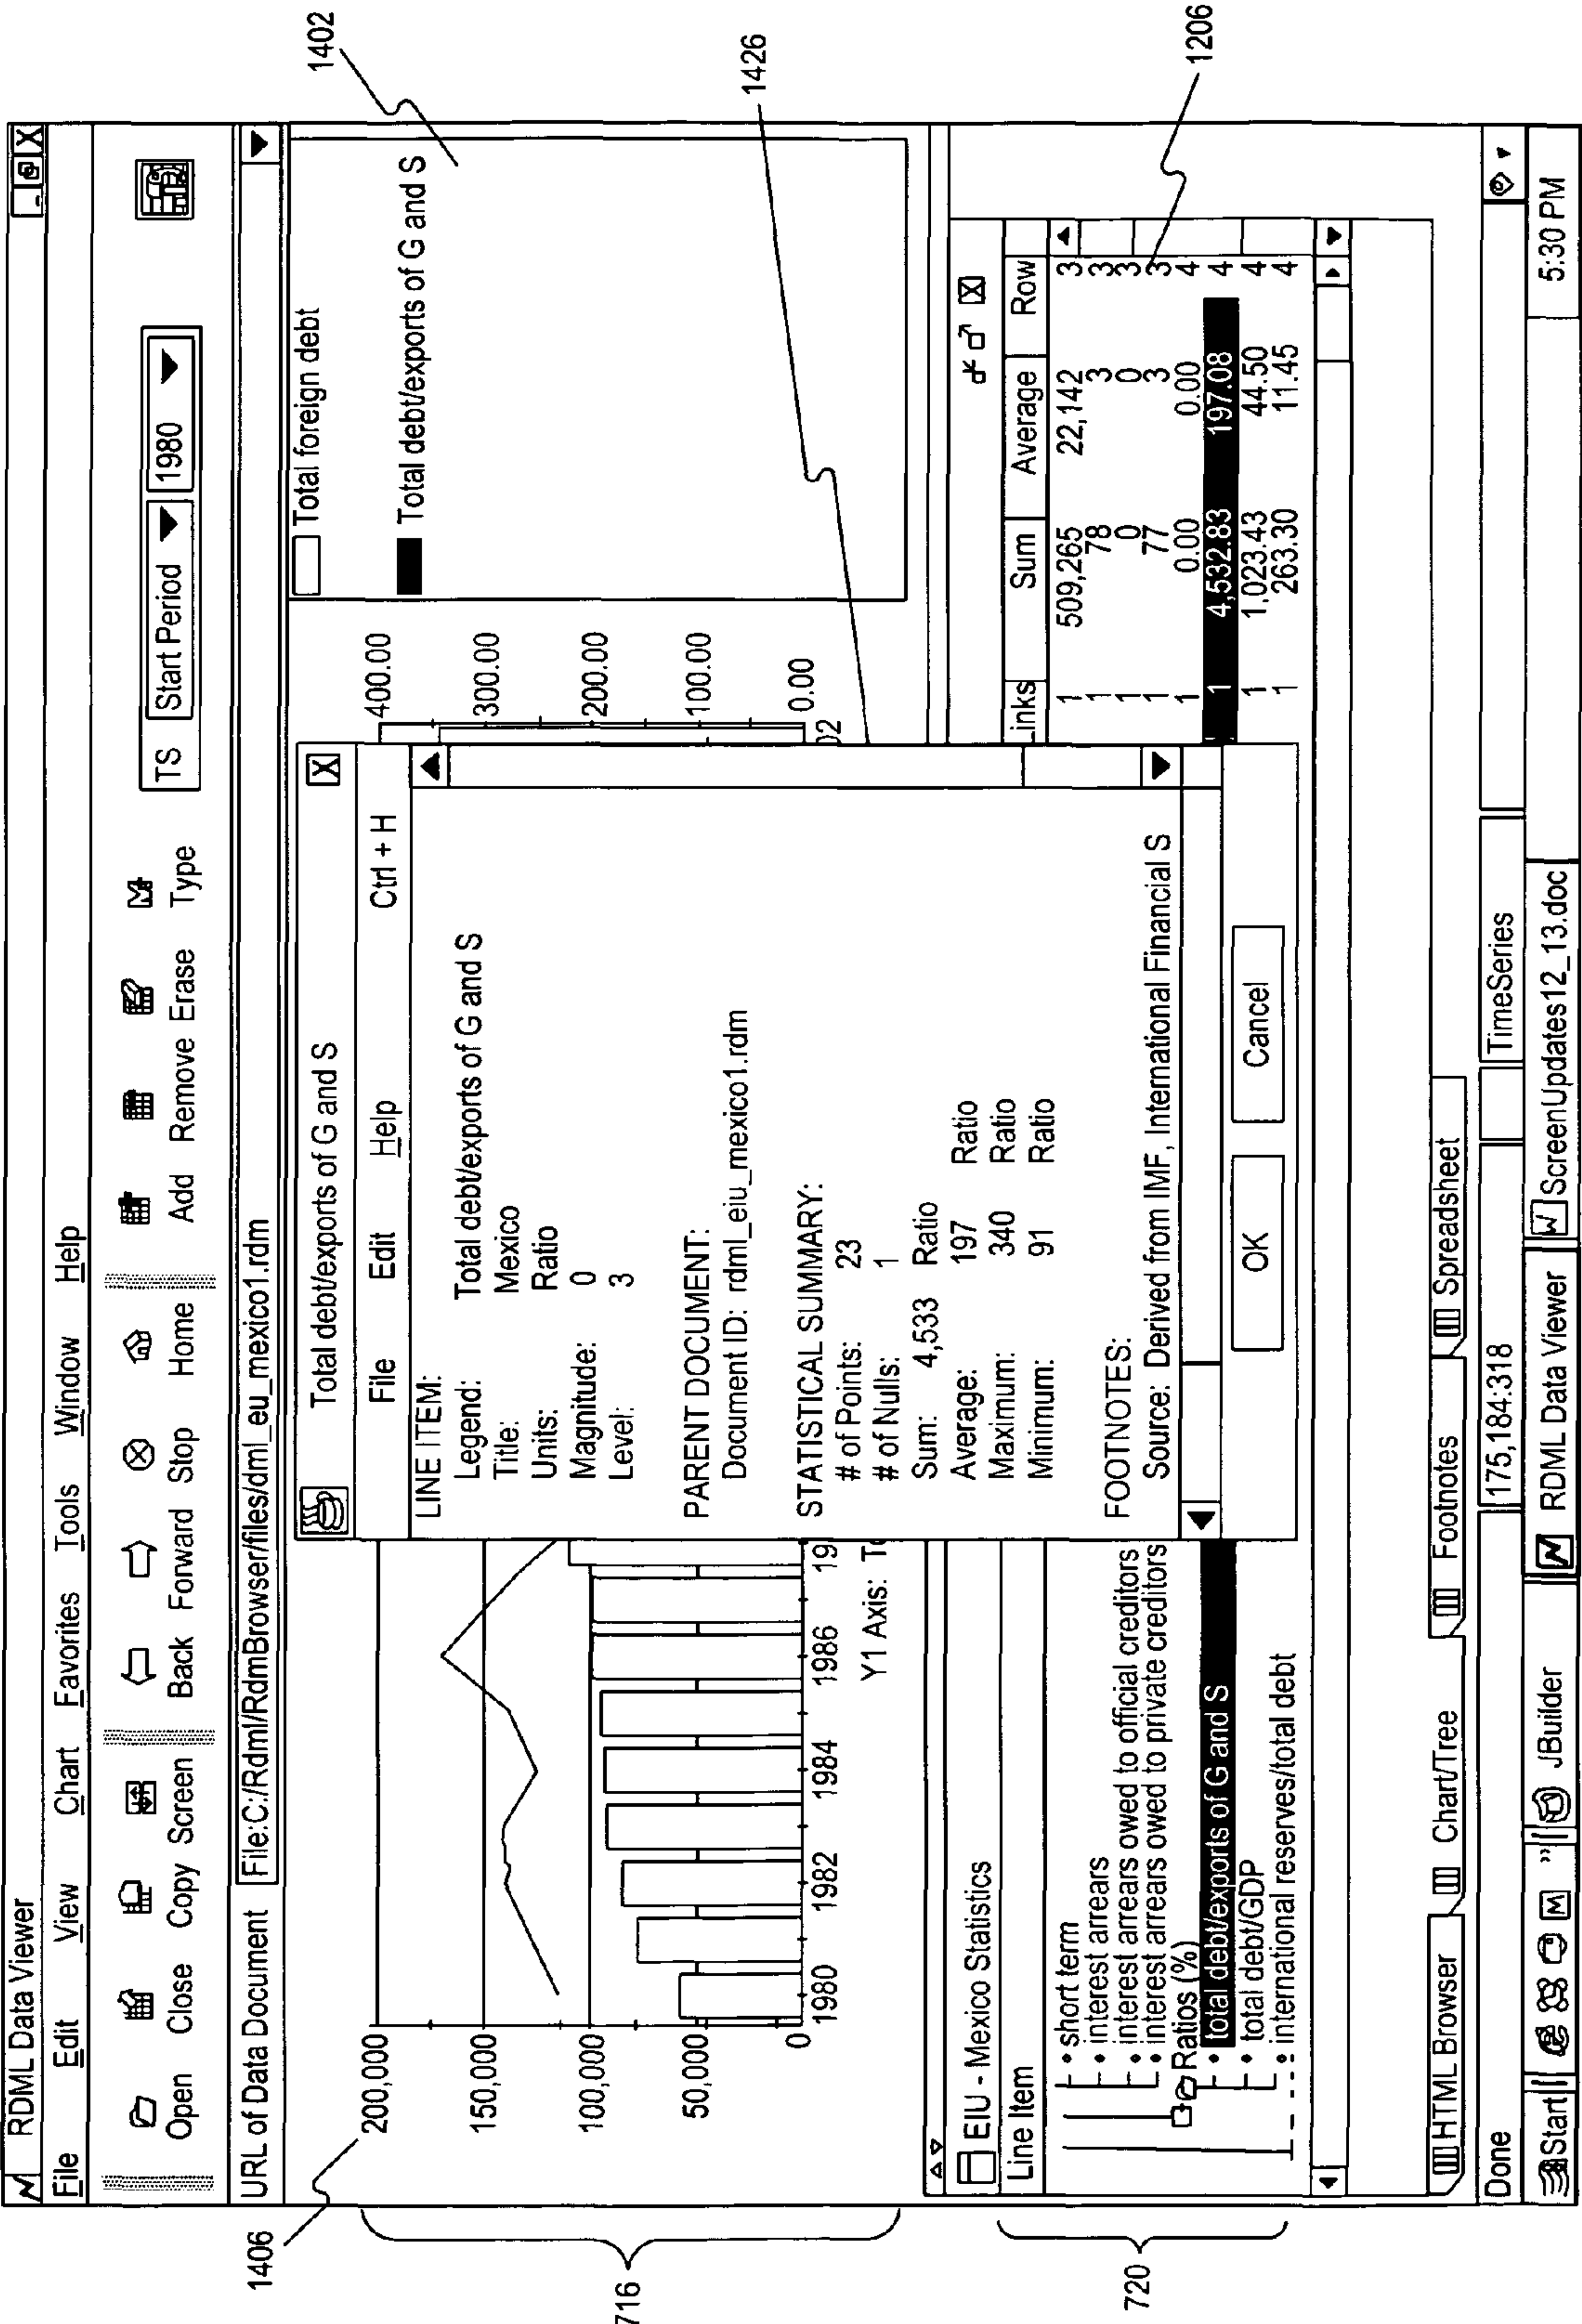 RDML Data Viewer
File Edit View Chart Favorites Tools Window Help
Open Close Copy Screen Back Forward Stop Home Add Remove Erase Type TS Start Period 1980
URL of Data Document File:C:/Rdml/RdmBrowser/files/dml_eu_mexico1.rdm
1402
1406
716
720
1426
1206
200,000
150,000
100,000
50,000
0
1980 1982 1984 1986 19
Y1 Axis: To
400.00
300.00
200.00
100.00
0.00
02
Total foreign debt
Total debt/exports of G and S
Total debt/exports of G and S X
File Edit Help Ctrl + H
LINE ITEM:
Legend: Total debt/exports of G and S
Title: Mexico
Units: Ratio
Magnitude: 0
Level: 3
PARENT DOCUMENT:
Document ID: rdml_eiu_mexico1.rdm
STATISTICAL SUMMARY:
# of Points: 23
# of Nulls: 1
Sum: 4,533 Ratio
Average: 197 Ratio
Maximum: 340 Ratio
Minimum: 91 Ratio
FOOTNOTES:
Source: Derived from IMF, International Financial S
OK Cancel
EIU - Mexico Statistics
Line Item inks Sum Average Row
short term 1 509,265 22,142 3
interest arrears 1 78 3 3
interest arrears owed to official creditors 1 0 0 3
interest arrears owed to private creditors 1 77 3 3
Ratios (%) 1 0.00 0.00 4
total debt/exports of G and S 1 4,532.83 197.08 4
total debt/GDP 1 1,023.43 44.50 4
international reserves/total debt 1 263.30 11.45 4
HTML Browser Chart/Tree Footnotes Spreadsheet
Done 175,184:318 TimeSeries
Start M " JBuilder RDML Data Viewer W ScreenUpdates12_13.doc 5:30 PM